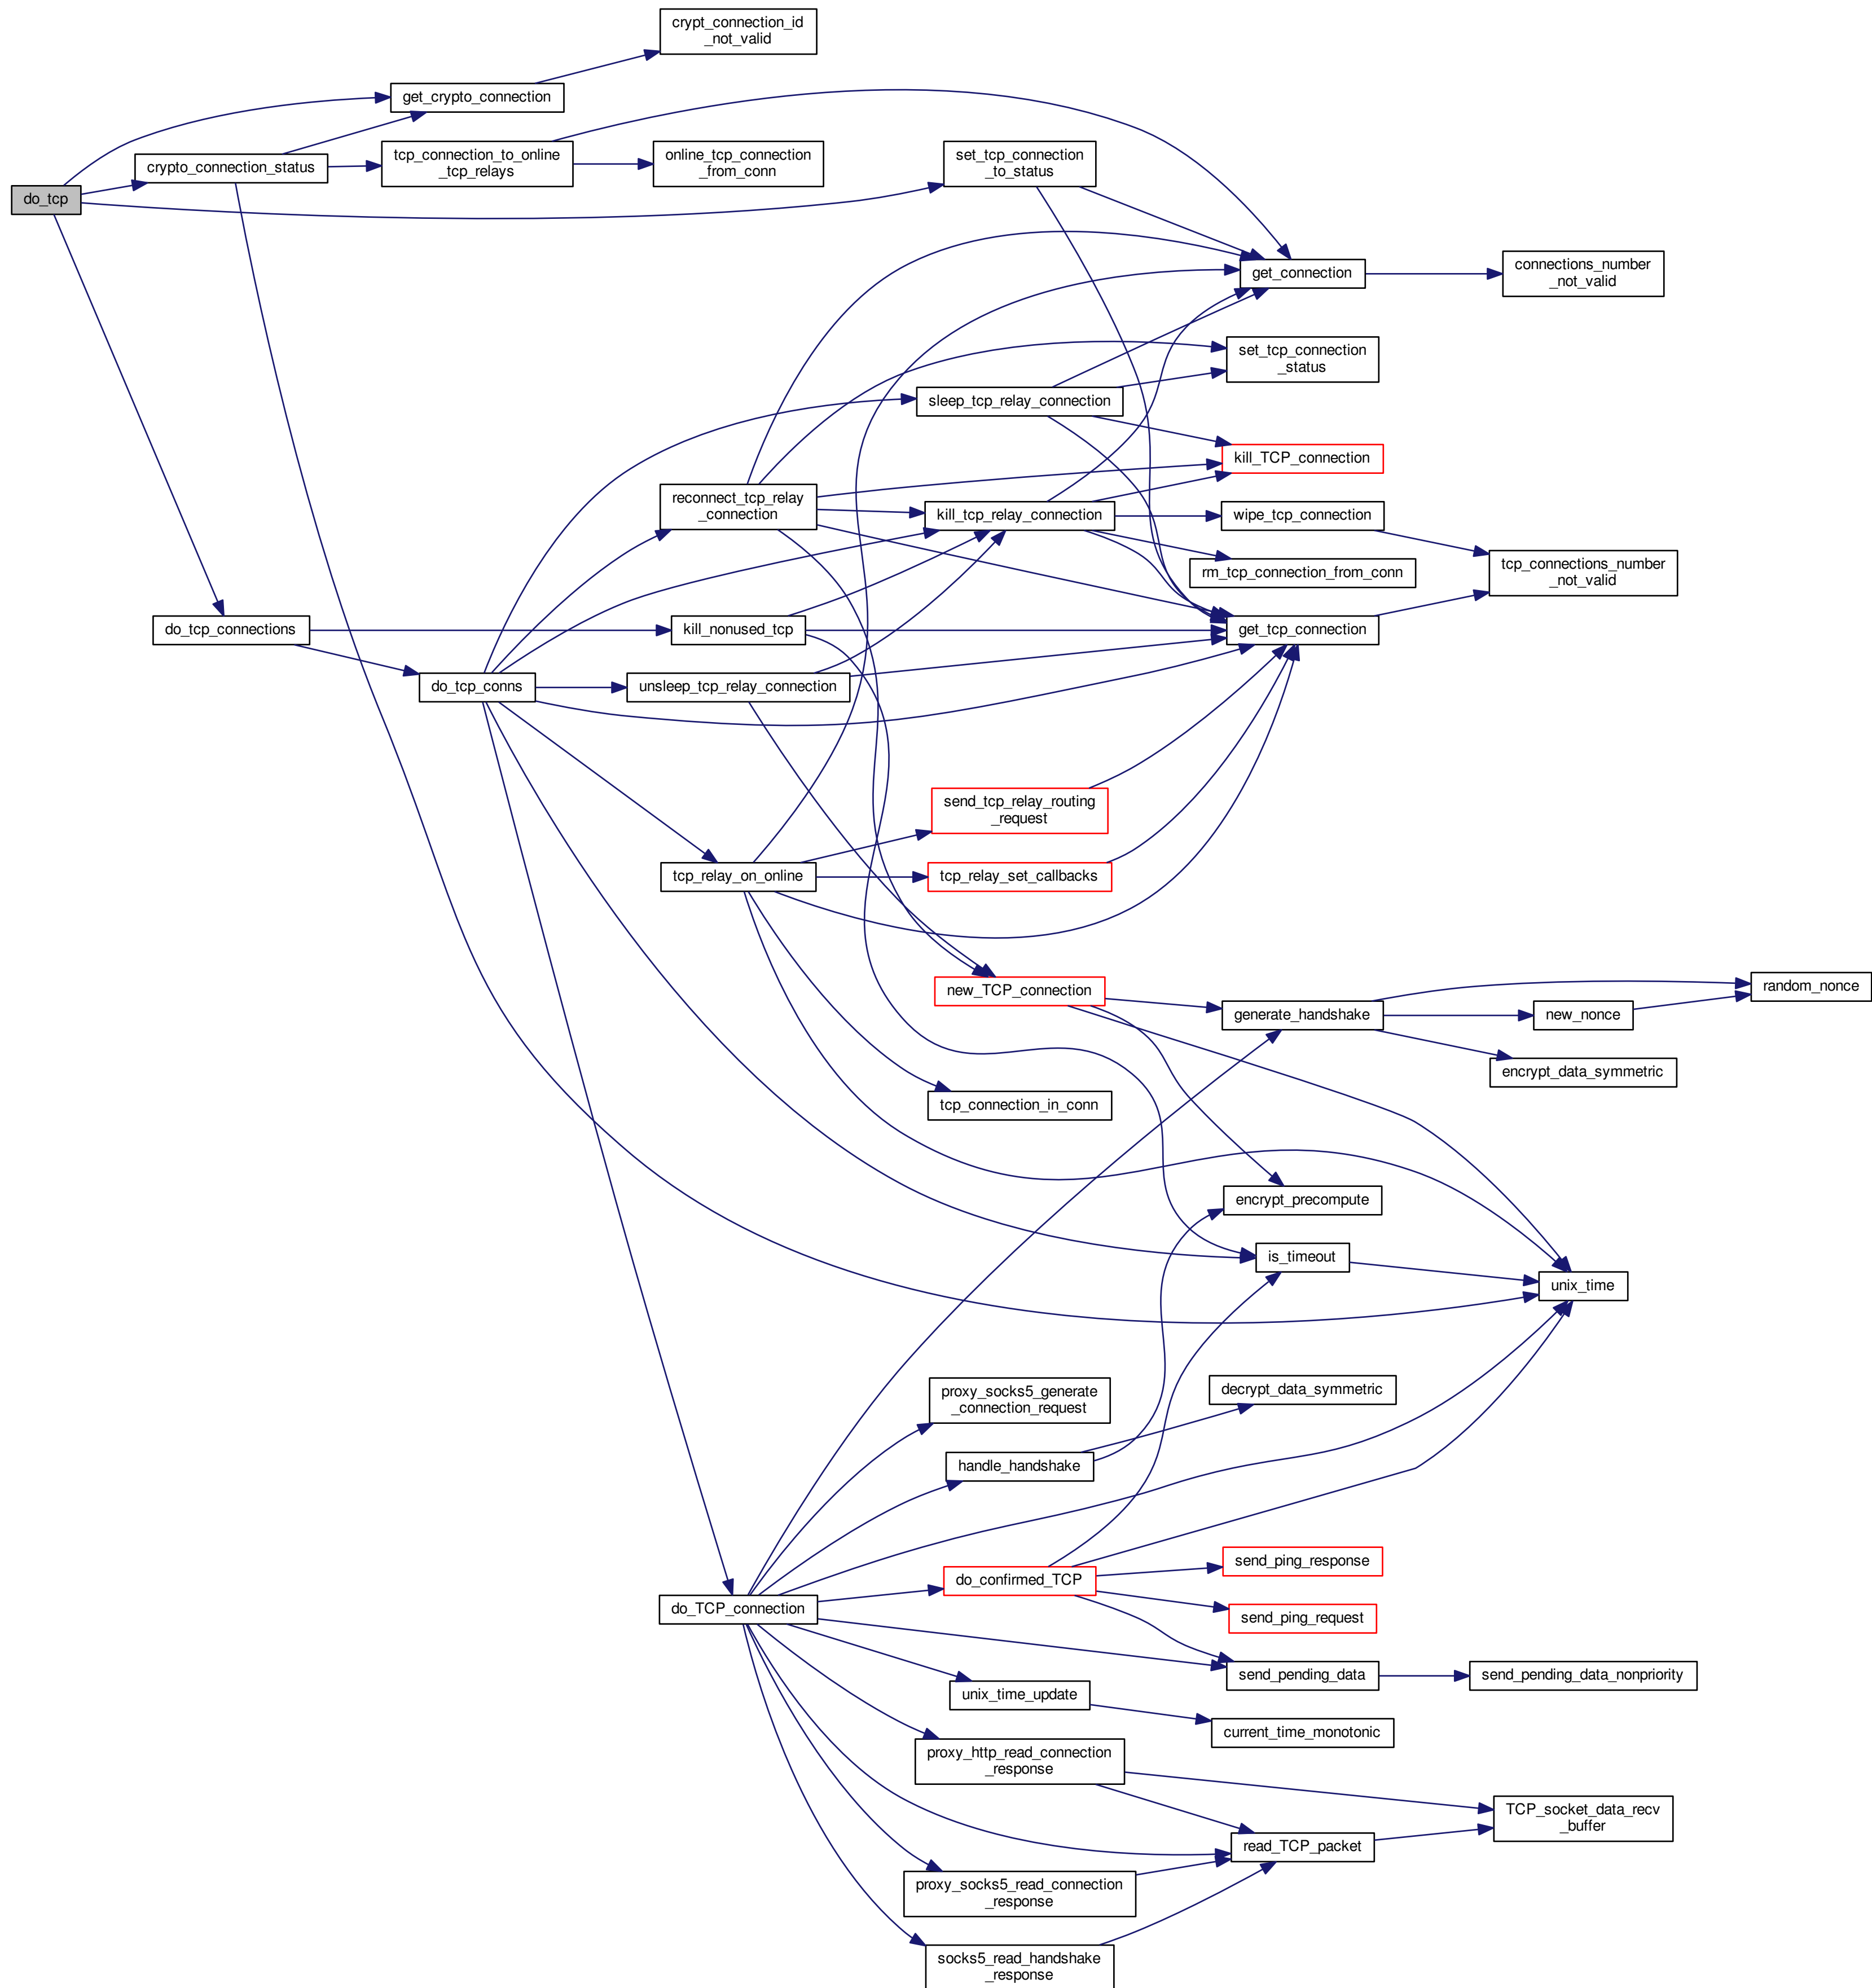 crypt_connection_id
_not_valid
get_crypto_connection
tcp_connection_to_online
_tcp_relays
online_tcp_connection
_from_conn
set_tcp_connection
_to_status
crypto_connection_status
do_tcp
get_connection
connections_number
_not_valid
set_tcp_connection
_status
sleep_tcp_relay_connection
kill_TCP_connection
reconnect_tcp_relay
_connection
kill_tcp_relay_connection
wipe_tcp_connection
rm_tcp_connection_from_conn
tcp_connections_number
_not_valid
do_tcp_connections
kill_nonused_tcp
get_tcp_connection
do_tcp_conns
unsleep_tcp_relay_connection
send_tcp_relay_routing
_request
tcp_relay_on_online
tcp_relay_set_callbacks
new_TCP_connection
generate_handshake
new_nonce
random_nonce
encrypt_data_symmetric
tcp_connection_in_conn
encrypt_precompute
is_timeout
unix_time
decrypt_data_symmetric
proxy_socks5_generate
_connection_request
handle_handshake
do_confirmed_TCP
send_ping_response
do_TCP_connection
send_ping_request
send_pending_data
send_pending_data_nonpriority
unix_time_update
current_time_monotonic
proxy_http_read_connection
_response
TCP_socket_data_recv
_buffer
read_TCP_packet
proxy_socks5_read_connection
_response
socks5_read_handshake
_response